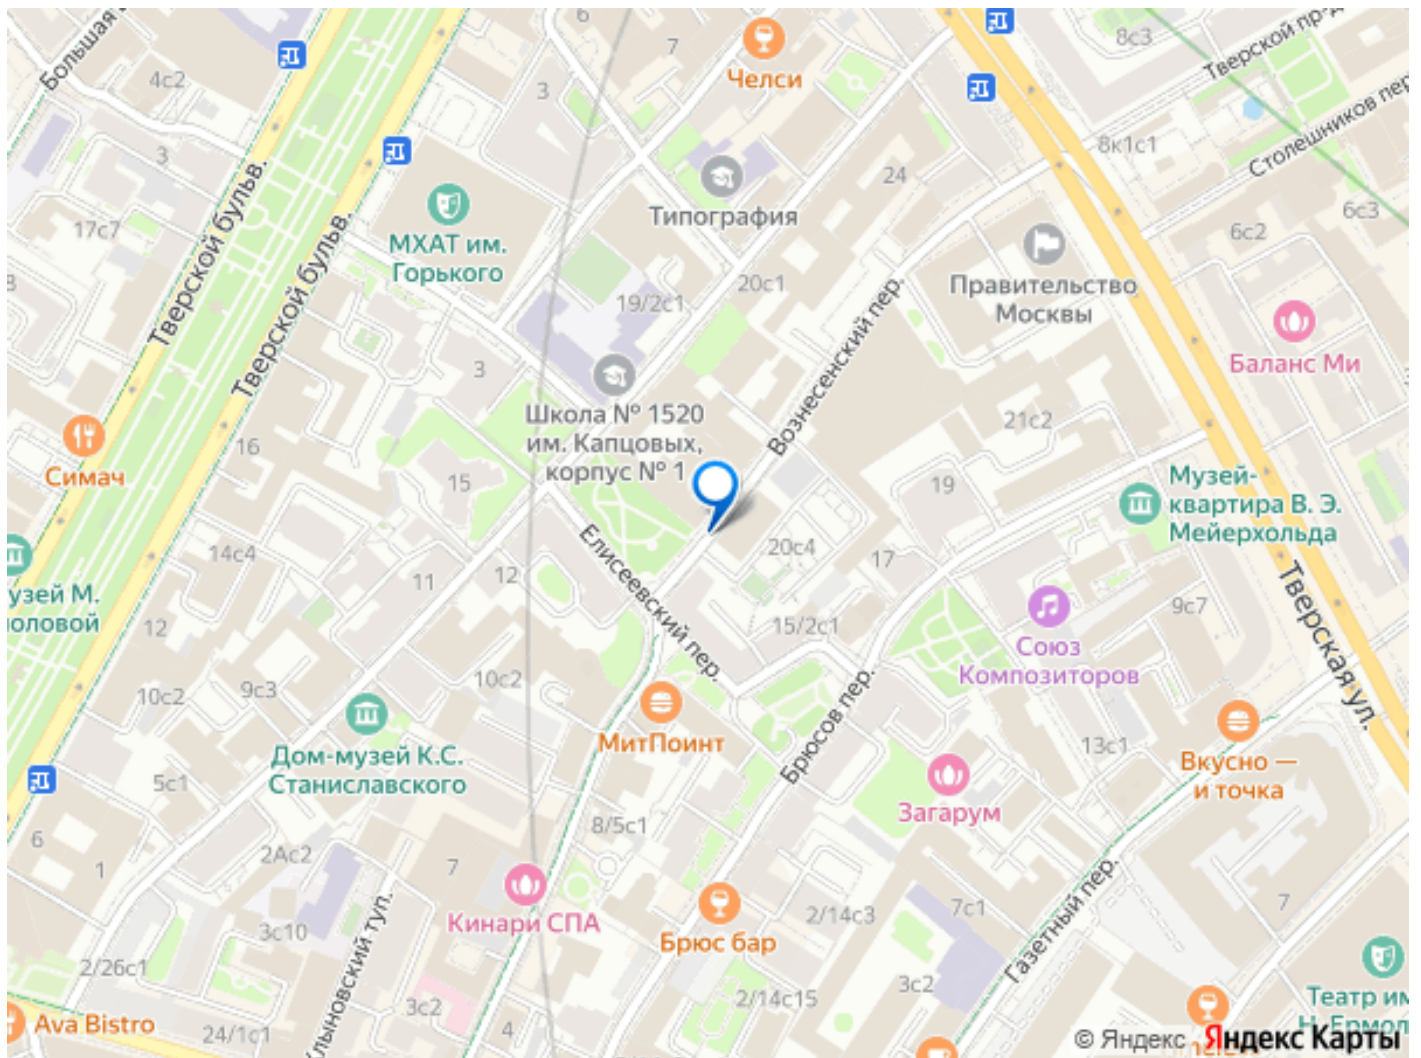 Большая
6
7
Челси
8с3
Тверской пр-д
4с2
3
Столешников пер.
8к1с1
3
24
Типография
17с7
6с3
6с2
МХАТ им.
Горького
Тверской бульв.
Тверской бульв.
19/2с1
20с1
Вознесенский пер.
Правительство
Москвы
Баланс Ми
3
Школа № 1520
им. Капцовых,
корпус № 1
21с2
16
Симач
15
19
Музей-
квартира В. Э.
Мейерхольда
14с4
11
12
Елисеевский пер.
20с4
17
Тверская ул.
12
15/2с1
9с7
Союз
Композиторов
10с2
9с3
10с2
МитПоинт
Брюсов пер.
13с1
Вкусно —
и точка
Дом-музей К.С.
Станиславского
5с1
Загарум
6
1
2Ас2
8/5с1
7
Кинари СПА
7с1
7
2/14с3
Брюс бар
Газетный пер.
3с10
2/26с1
3с2
3с2
2/14с15
Театр им
Ava Bistro
24/1с1
4
© Яндекс Яндекс Карты